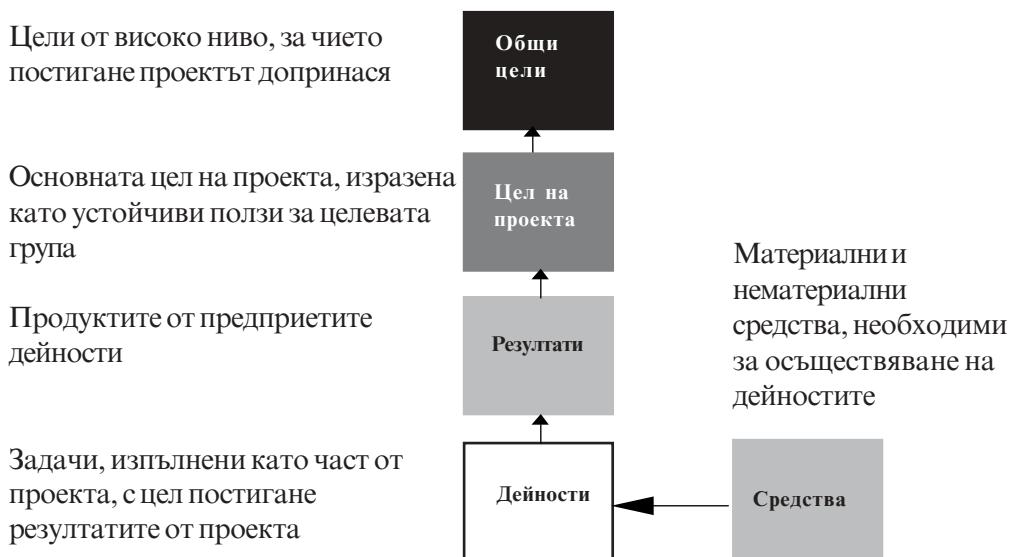 Цели от високо ниво, за чието
постигане проектът допринася
Общи
цели
Основната цел на проекта, изразена
като устойчиви ползи за целевата
група
Цел на
проекта
Материални и
нематериални
средства, необходими
за осъществяване на
дейностите
Продуктите от предприетите
дейности
Резултати
Задачи, изпълнени като част от
проекта, с цел постигане
резултатите от проекта
Дейности
Средства